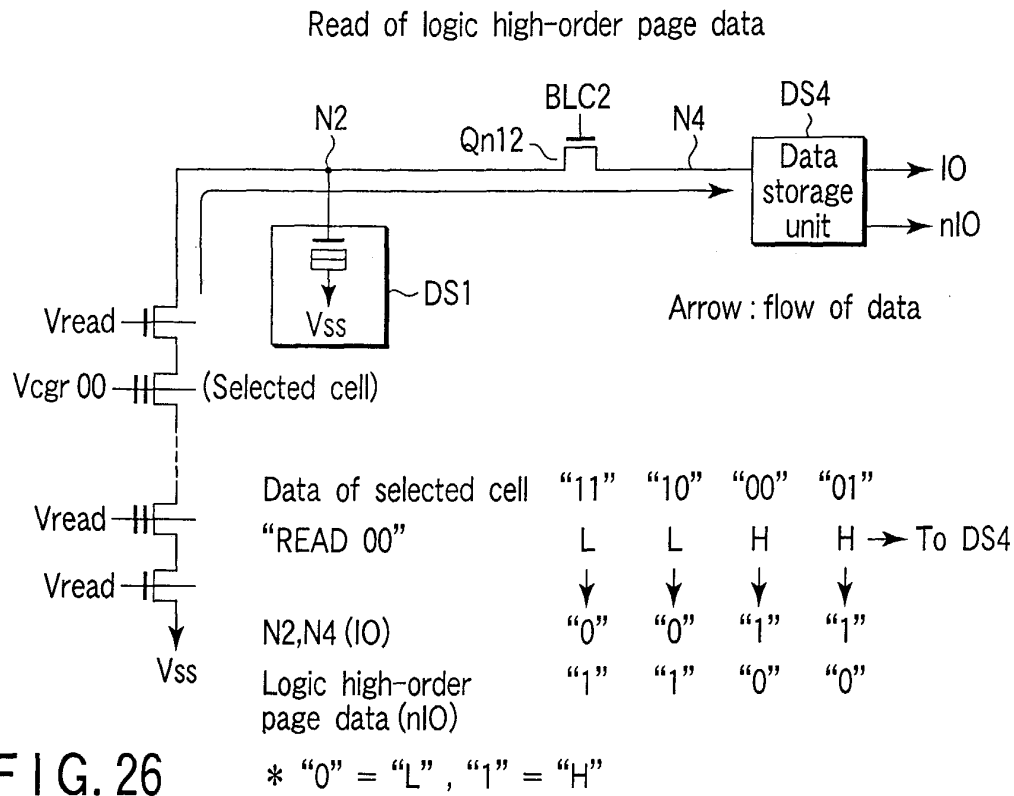 Read of logic high-order page data
BLC2
DS4
N2
Qn12
N4
Data storage unit
IO
nIO
DS1
Vss
Arrow : flow of data
Vread
Vcgr 00
(Selected cell)
Vread
Vread
Vss
Data of selected cell "11" "10" "00" "01"
"READ 00" L L H H To DS4
N2,N4 (IO) "0" "0" "1" "1"
Logic high-order "1" "1" "0" "0"
page data (nIO)
FIG. 26
* "0" = "L" , "1" = "H"